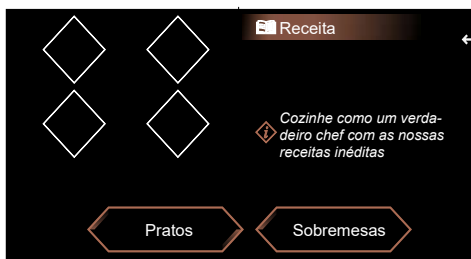 Receita
Cozinhe como um verda-
deiro chef com as nossas
receitas inéditas
Pratos
Sobremesas